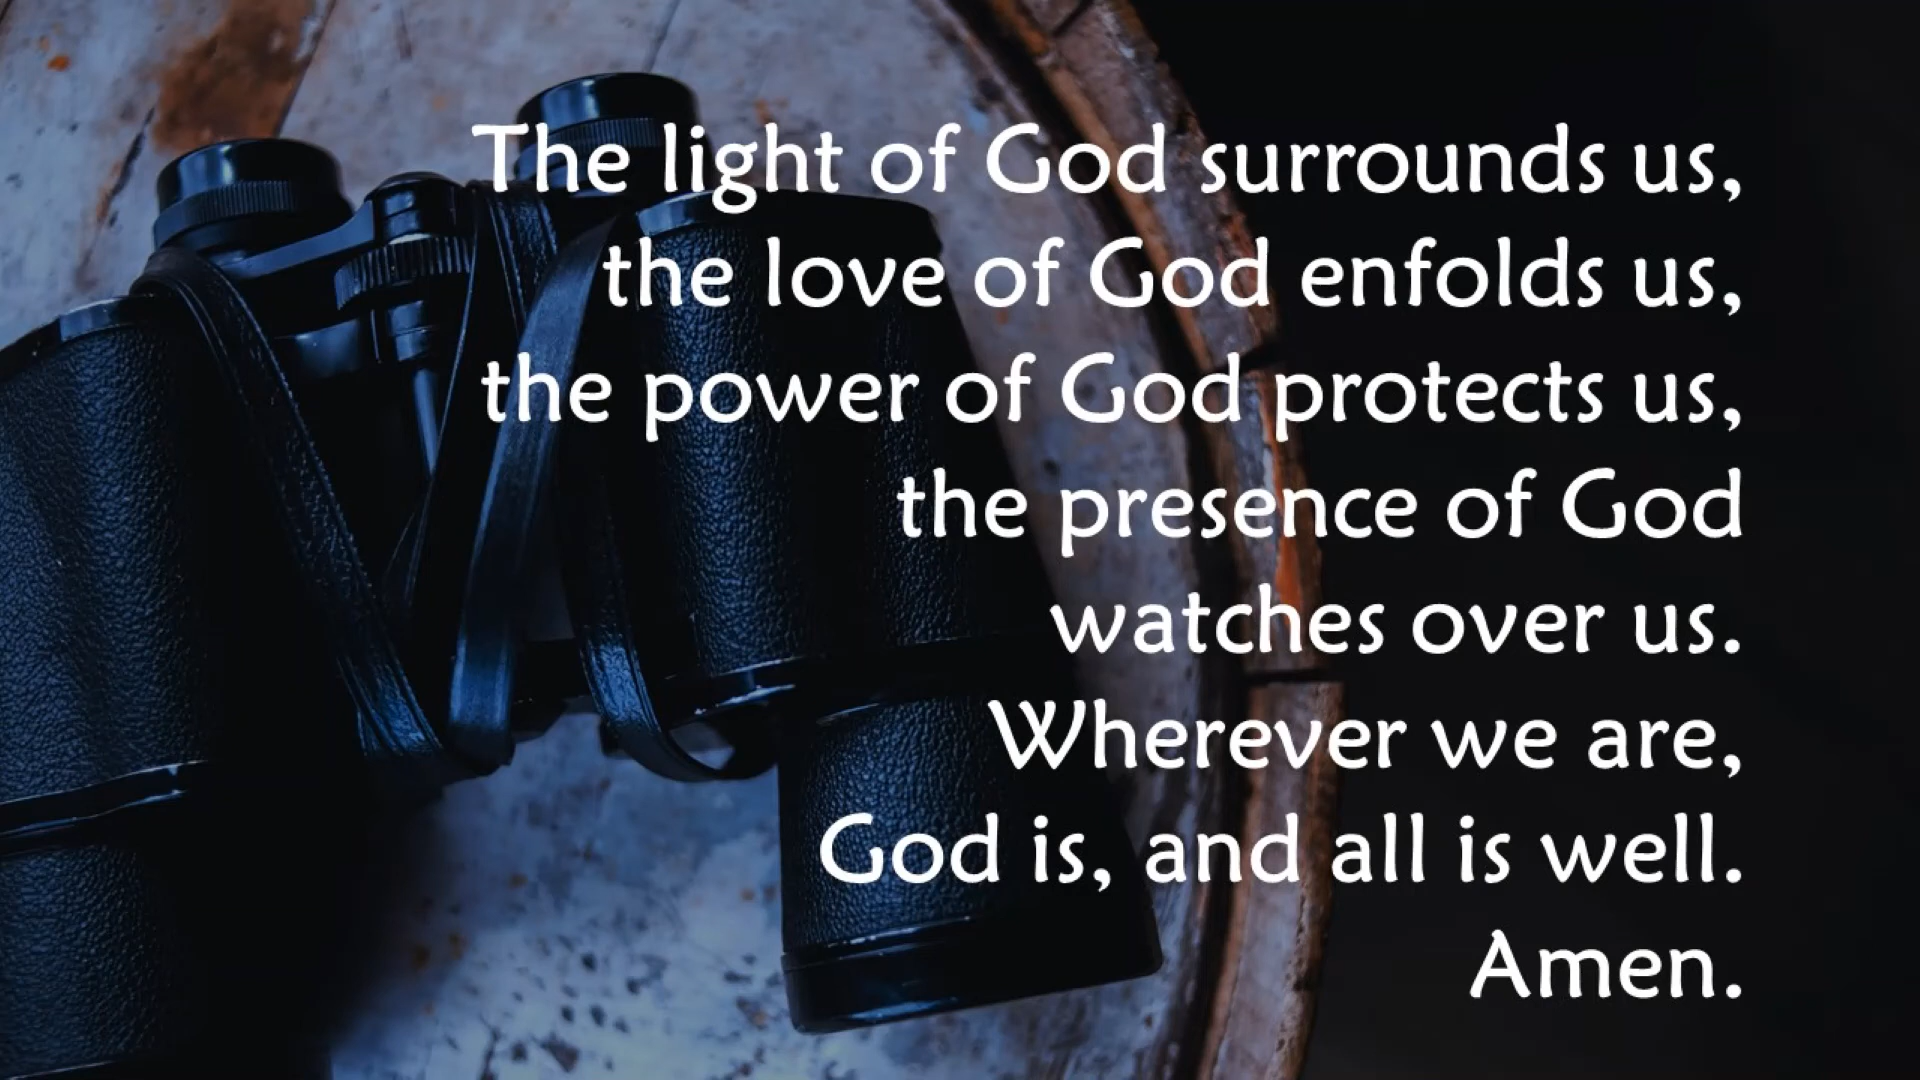 The light of God surrounds us,
the love of God enfolds us,
the power of God protects us,
the presence of God
watches over us.
Wherever we are,
God is, and all is well.
Amen.